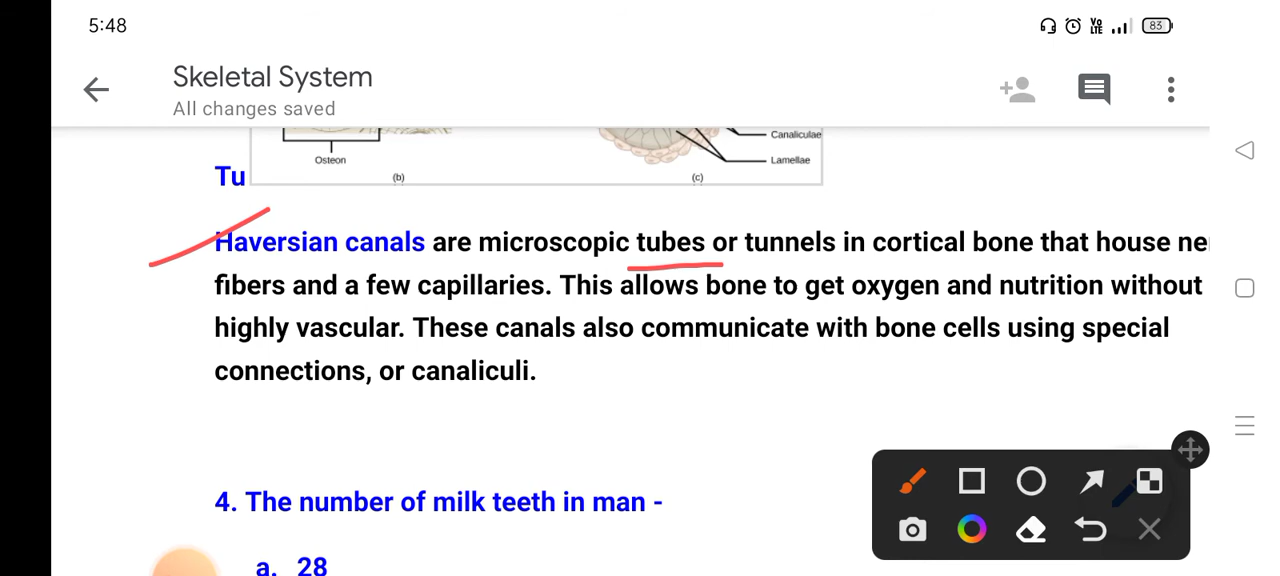 5:48
VO LTE 83
Skeletal System
All changes saved
Canaliculae
Osteon
Lamellae
Tu
(b)
(c)
Haversian canals are microscopic tubes or tunnels in cortical bone that house
fibers and a few capillaries. This allows bone to get oxygen and nutrition without
highly vascular. These canals also communicate with bone cells using special
connections, or canaliculi.
4. The number of milk teeth in man -
a. 28